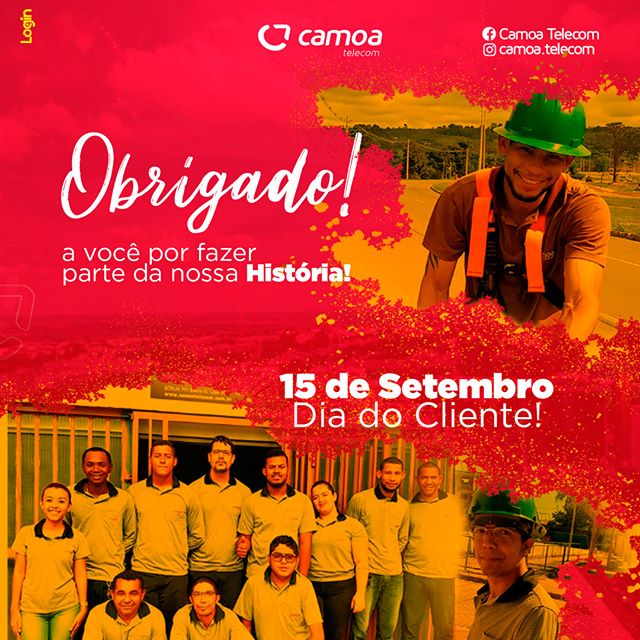 Login
camoa
telecom
Camoa Telecom
camoa.telecom
Obrigado!
a você por fazer
parte da nossa História!
15 de Setembro
Dia do Cliente!